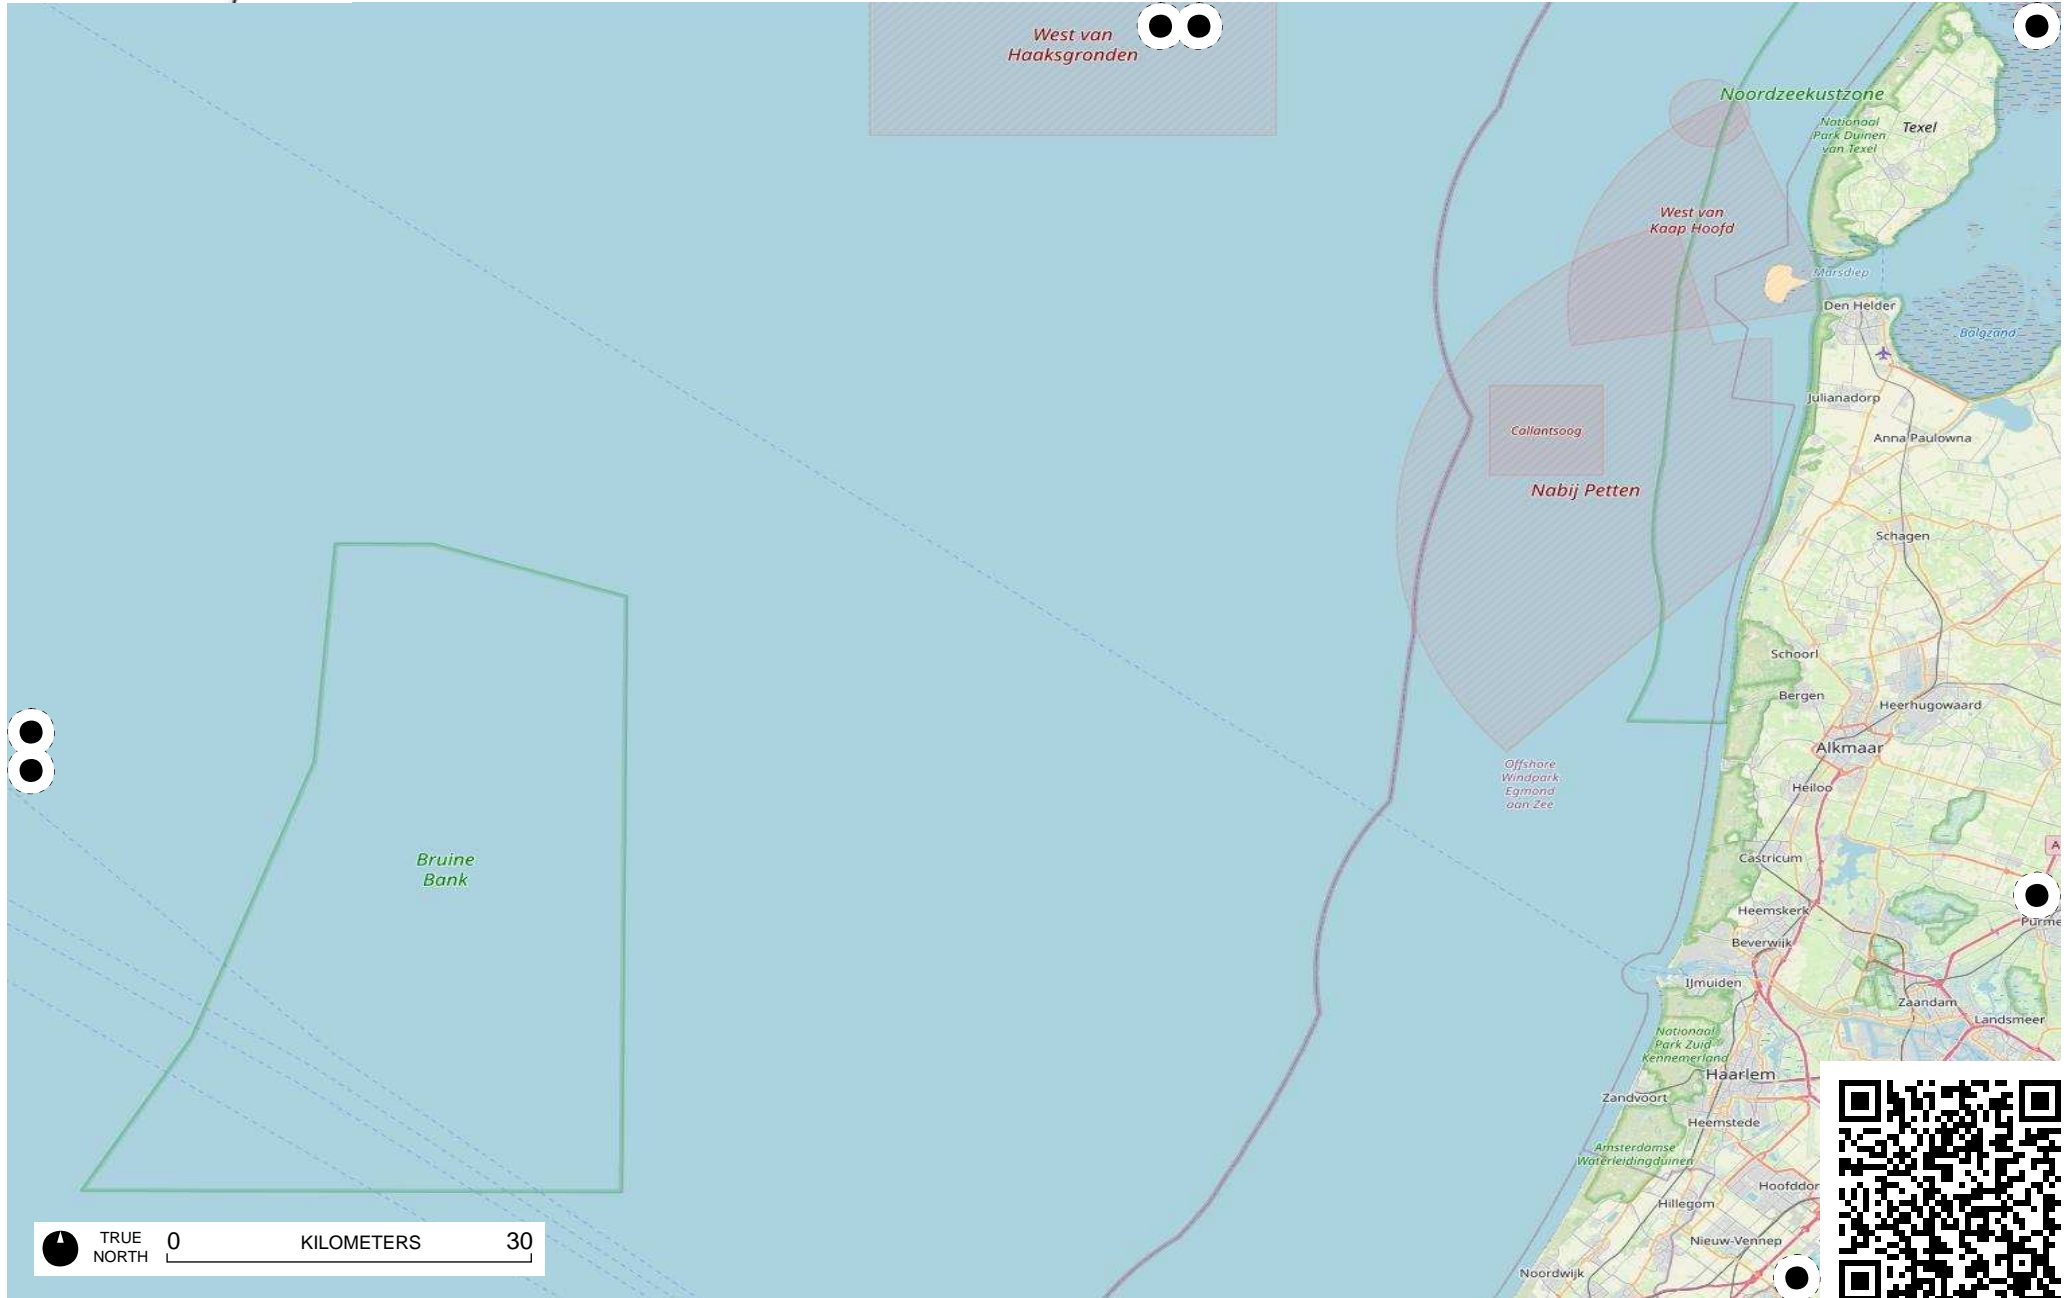 West van
Haaksgronden
Noordzeekustzone
Nationaal
Park Duinen
van Texel
Texel
West van
Kaap Hoofd
Marsdiep
Den Helder
Balgzand
Julianadorp
Callantsoog
Anna Paulowna
Nabij Petten
Schagen
Schoorl
Bergen
Heerhugowaard
Alkmaar
Offshore
Windpark
Egmond
aan Zee
Heiloo
A
Castricum
Bruine
Bank
Heemskerk
Purme
Beverwijk
IJmuiden
Zaandam
Landsmeer
Nationaal
Park Zuid
Kennemerland
Haarlem
Zandvoort
Heemstede
Amsterdamse
Waterleidingduinen
Hoofddor
Hillegom
Nieuw-Vennep
Noordwijk
TRUE
NORTH
0 KILOMETERS 30